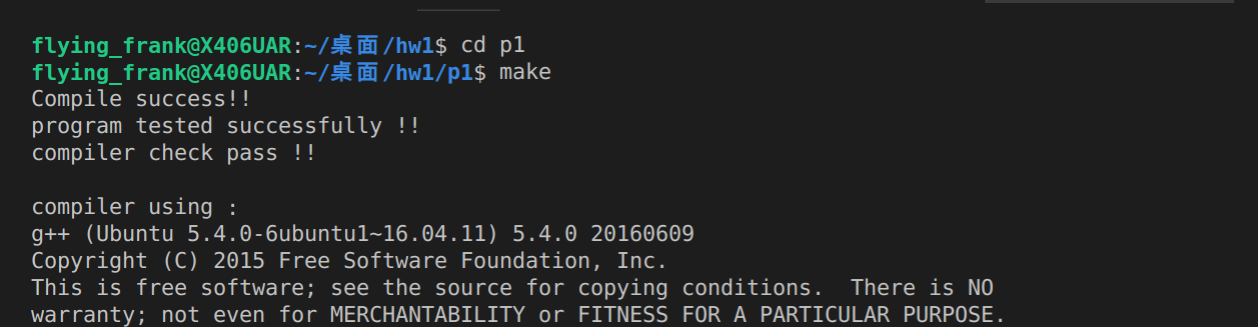 flying_frank@X406UAR:~/桌面/hw1$ cd p1
flying_frank@X406UAR:~/桌面/hw1/p1$ make
Compile success!!
program tested successfully !!
compiler check pass !!
compiler using :
g++ (Ubuntu 5.4.0-6ubuntu1~16.04.11) 5.4.0 20160609
Copyright (C) 2015 Free Software Foundation, Inc.
This is free software; see the source for copying conditions.  There is NO
warranty; not even for MERCHANTABILITY or FITNESS FOR A PARTICULAR PURPOSE.